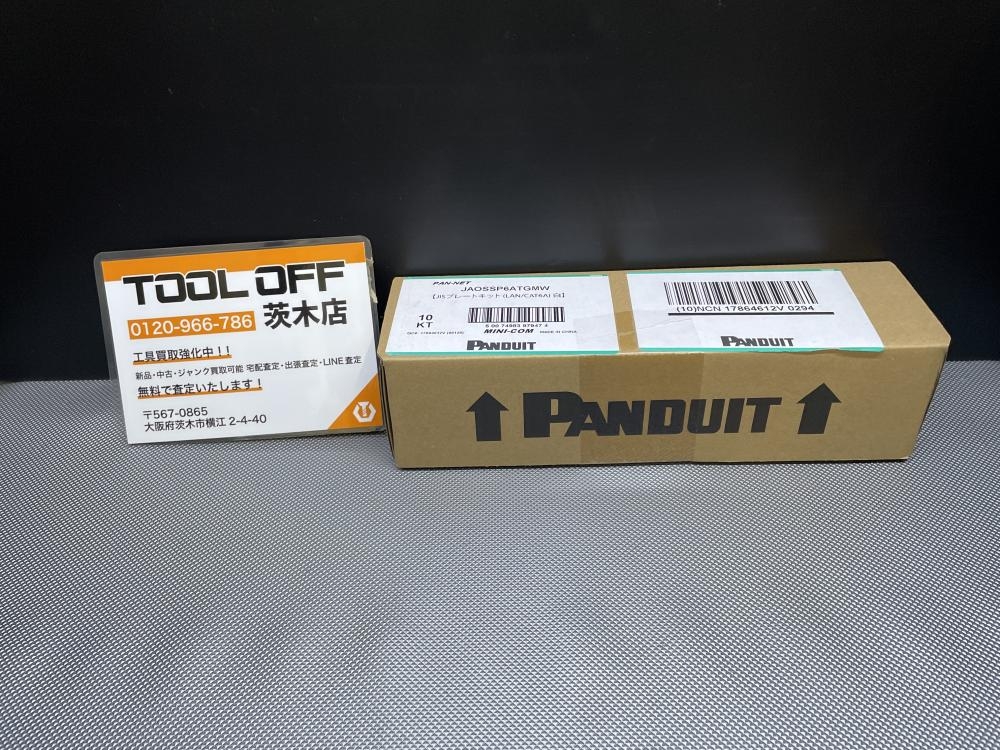 TOOL OFF
0120-966-786 茨木店
工具買取強化中！！
新品・中古・ジャンク買取可能 宅配査定・出張査定・LINE査定
無料で査定いたします！
〒567-0865
大阪府茨木市横江 2-4-40
PAN-NET
JAOSSP6ATGMW
【JISプレートキット(LAN/CAT6A) 白】
10
KT
MINI-COM MADE IN CHINA
PANDUIT
(10)NCN 17864612V 0294
PANDUIT
PANDUIT